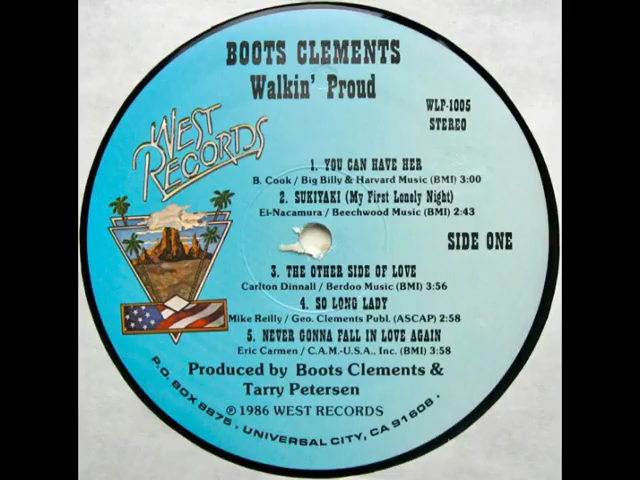 BOOTS CLEMENTS
Walkin' Proud
WLP-1005
STEREO
WEST
RECORDS
1. YOU CAN HAVE HER
B. Cook / Big Billy & Harvard Music (BMI) 3:00
2. SUKIYAKI (My First Lonely Night)
Ei-Nacamura / Beechwood Music (BMI) 2:43
SIDE ONE
3. THE OTHER SIDE OF LOVE
Carlton Dinnall / Berdoo Music (BMI) 3:56
4. SO LONG LADY
Mike Reilly / Geo. Clements Publ. (ASCAP) 2:58
5. NEVER GONNA FALL IN LOVE AGAIN
Eric Carmen / C.A.M.-U.S.A., Inc. (BMI) 3:58
Produced by Boots Clements &
Tarry Petersen
℗ 1986 WEST RECORDS
P.O. BOX 8875 · UNIVERSAL CITY, CA 91608 ·